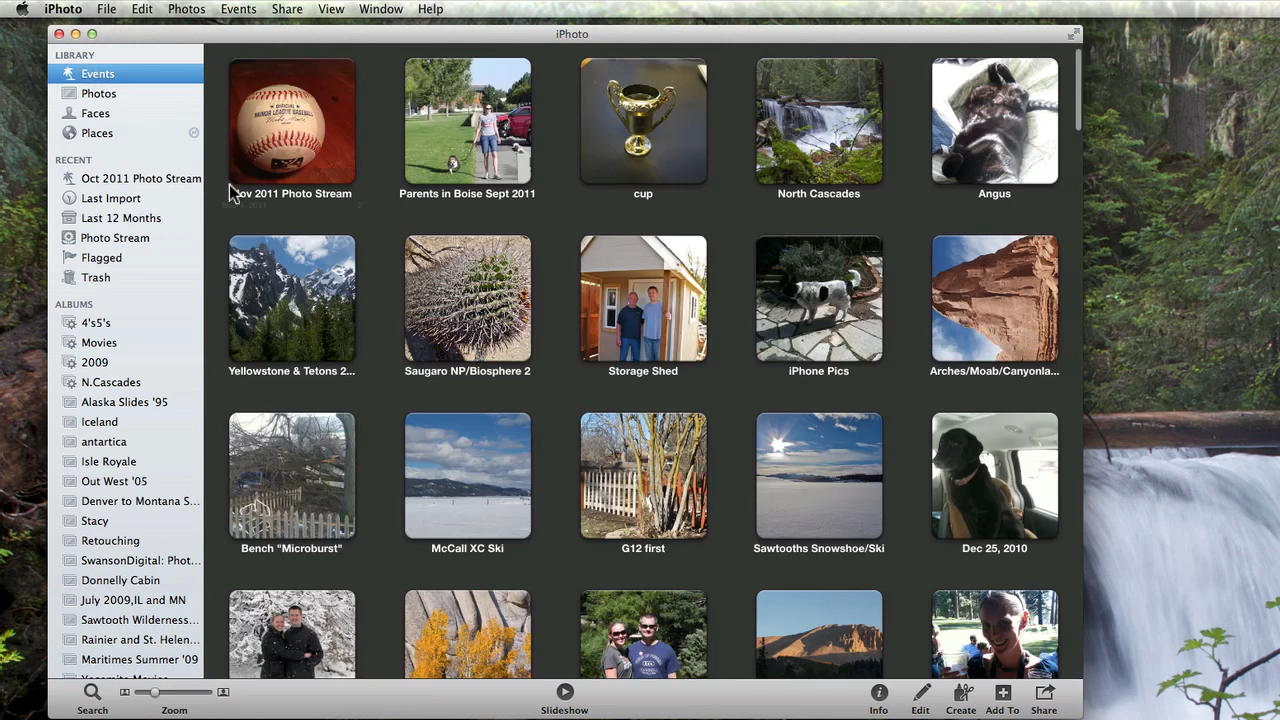 iPhoto File Edit Photos Events Share View Window Help
iPhoto
LIBRARY
Events
Photos
Faces
Places
RECENT
Oct 2011 Photo Stream
Last Import
Last 12 Months
Photo Stream
Flagged
Trash
ALBUMS
4's5's
Movies
2009
N.Cascades
Alaska Slides '95
Iceland
antartica
Isle Royale
Out West '05
Denver to Montana S...
Stacy
Retouching
SwansonDigital: Phot...
Donnelly Cabin
July 2009,IL and MN
Sawtooth Wilderness...
Rainier and St. Helen...
Maritimes Summer '09
OFFICIAL
MINOR LEAGUE BASEBALL
2011 Photo Stream Parents in Boise Sept 2011 cup North Cascades Angus
Yellowstone & Tetons 2... Saugaro NP/Biosphere 2 Storage Shed iPhone Pics Arches/Moab/Canyonla...
Bench "Microburst" McCall XC Ski G12 first Sawtooths Snowshoe/Ski Dec 25, 2010
Search Zoom Slideshow Info Edit Create Add To Share